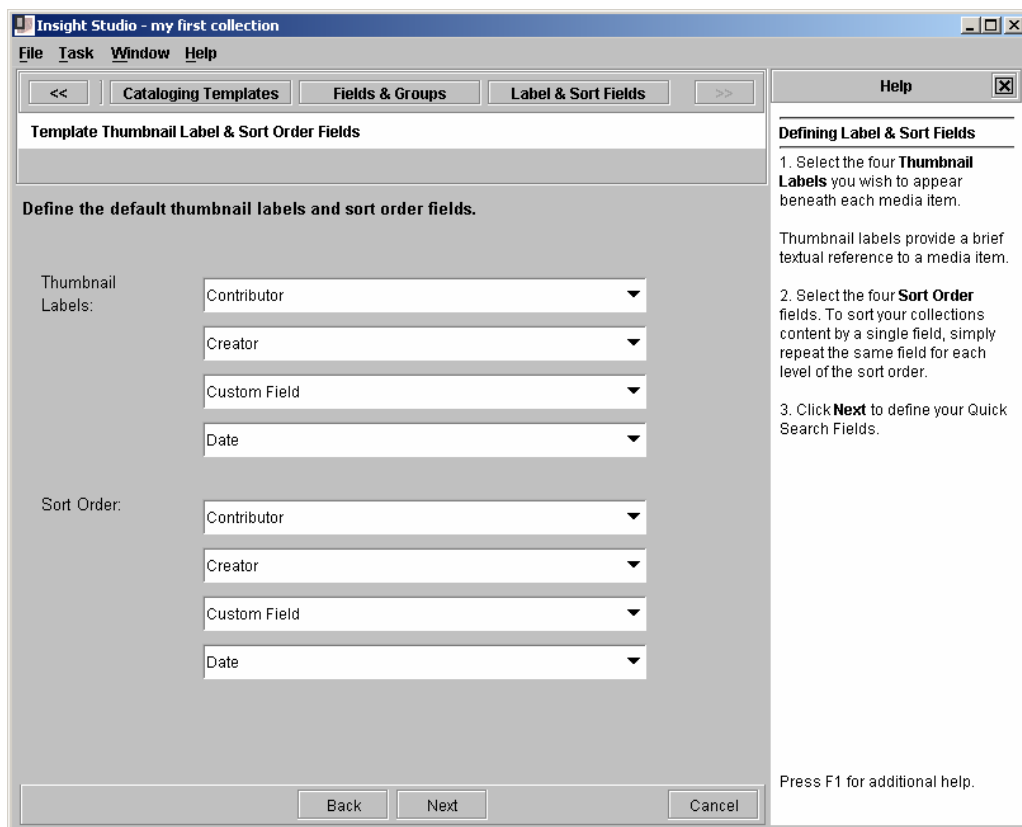 Insight Studio - my first collection
File Task Window Help
<< Cataloging Templates Fields & Groups Label & Sort Fields >>
Template Thumbnail Label & Sort Order Fields
Define the default thumbnail labels and sort order fields.
Thumbnail
Labels:
Contributor
Creator
Custom Field
Date
Sort Order:
Contributor
Creator
Custom Field
Date
Back Next Cancel
Help
Defining Label & Sort Fields
1. Select the four Thumbnail
Labels you wish to appear
beneath each media item.
Thumbnail labels provide a brief
textual reference to a media item.
2. Select the four Sort Order
fields. To sort your collections
content by a single field, simply
repeat the same field for each
level of the sort order.
3. Click Next to define your Quick
Search Fields.
Press F1 for additional help.